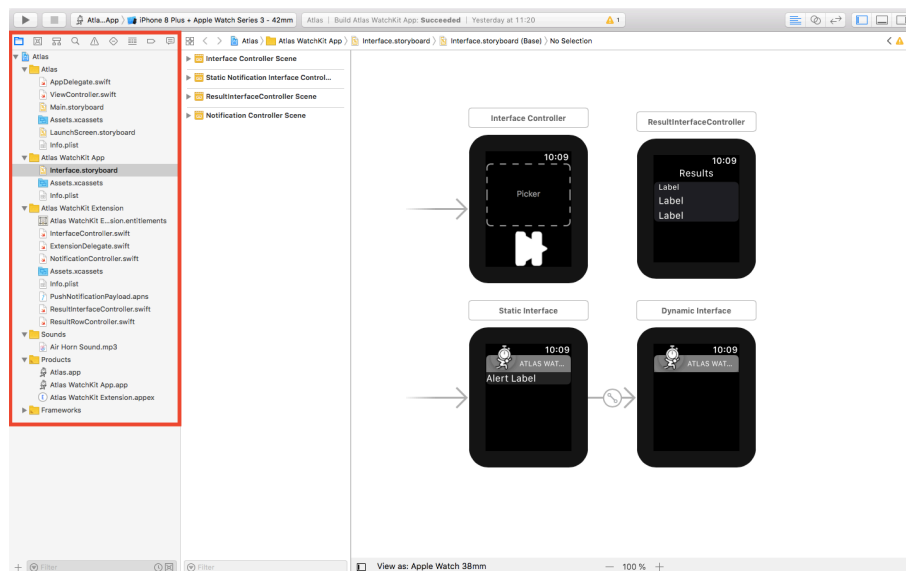 Atla...App
iPhone 8 Plus + Apple Watch Series 3 - 42mm
Atlas | Build Atlas WatchKit App: Succeeded | Yesterday at 11:20
1
Atlas
Atlas WatchKit App
Interface.storyboard
Interface.storyboard (Base)
No Selection
Atlas
Atlas
AppDelegate.swift
ViewController.swift
Main.storyboard
Assets.xcassets
LaunchScreen.storyboard
Info.plist
Atlas WatchKit App
Interface.storyboard
Assets.xcassets
Info.plist
Atlas WatchKit Extension
Atlas WatchKit E...sion.entitlements
InterfaceController.swift
ExtensionDelegate.swift
NotificationController.swift
Assets.xcassets
Info.plist
PushNotificationPayload.apns
ResultInterfaceController.swift
ResultRowController.swift
Sounds
Air Horn Sound.mp3
Products
Atlas.app
Atlas WatchKit App.app
Atlas WatchKit Extension.appex
Frameworks
Filter
Interface Controller Scene
Static Notification Interface Control...
ResultInterfaceController Scene
Notification Controller Scene
Filter
Interface Controller
10:09
Picker
ResultInterfaceController
10:09
Results
Label
Label
Label
Static Interface
10:09
ATLAS WAT...
Alert Label
Dynamic Interface
10:09
ATLAS WAT...
View as: Apple Watch 38mm
100 %